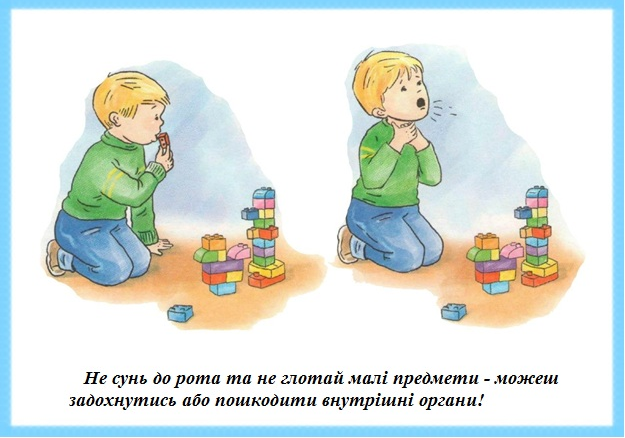 Не сунь до рота та не глотай малі предмети - можеш
задохнутись або пошкодити внутрішні органи!